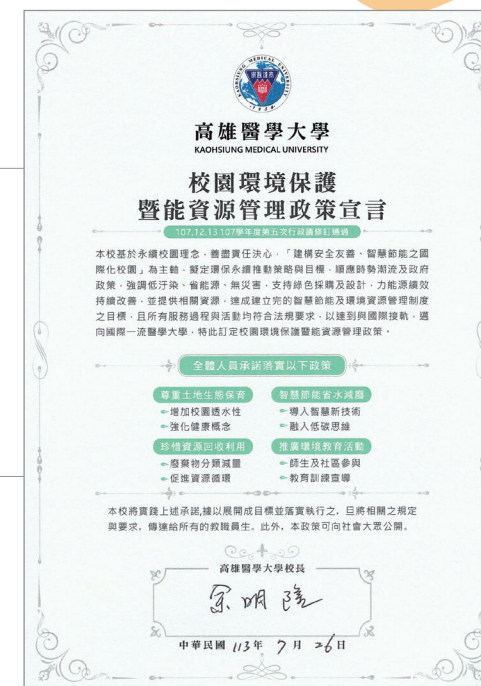 KAOHSIUNG MEDICAL UNIVERSITY
高雄醫學大學
KAOHSIUNG MEDICAL UNIVERSITY
校園環境保護
暨能資源管理政策宣言
107.12.13.107學年度第五次行政議修訂通過
本校基於永續校園理念，善盡責任決心，「建構安全友善、智慧節能之國
際化校園」為主軸，擬定環保永續推動策略與目標，順應時勢潮流及政府
政策，強調低汙染、省能源、無災害，支持綠色採購及設計，力能源績效
持續改善，並提供相關資源，達成建立完的智慧節能及環境資源管理制度
之目標，且所有服務過程與活動均符合法規要求，以達到與國際接軌，邁
向國際一流醫學大學，特此訂定校園環境保護暨能資源管理政策。
全體人員承諾落實以下政策
尊重土地生態保育 智慧節能省水減廢
增加校園透水性 導入智慧新技術
強化健康概念 融入低碳思維
珍惜資源回收利用 推廣環境教育活動
廢棄物分類減量 師生及社區參與
促進資源循環 教育訓練宣導
本校將實踐上述承諾,據以展開成目標並落實執行之，且將相關之規定
與要求，傳達給所有的教職員生。此外，本政策可向社會大眾公開。
高雄醫學大學校長
余明隆
中華民國 113年 7月 26日